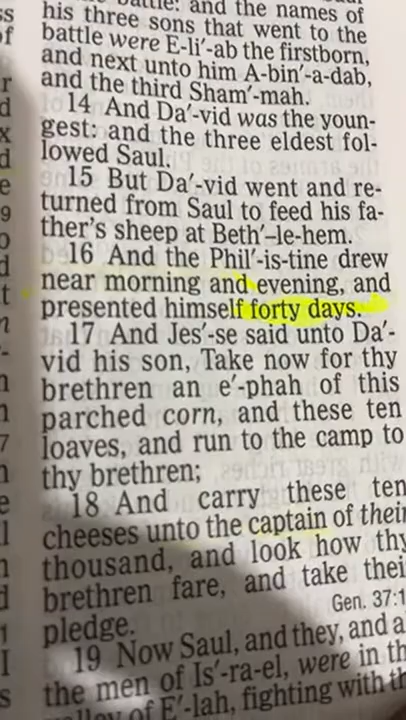 battle: and the names of
his three sons that went to the
battle were E-li′-ab the firstborn,
and next unto him A-bin′-a-dab,
and the third Sham′-mah.
14 And Da′-vid was the youn-
gest: and the three eldest fol-
lowed Saul.
15 But Da′-vid went and re-
turned from Saul to feed his fa-
ther's sheep at Beth′–le-hem.
16 And the Phil′-is-tine drew
near morning and evening, and
presented himself forty days.
17 And Jes′-se said unto Da′-
vid his son, Take now for thy
brethren an e′-phah of this
parched corn, and these ten
loaves, and run to the camp to
thy brethren;
18 And carry these ten
cheeses unto the captain of their
thousand, and look how thy
brethren fare, and take thei
Gen. 37:1
pledge.
19 Now Saul, and they, and a
the men of Is′-ra-el, were in th
of E′-lah, fighting with th